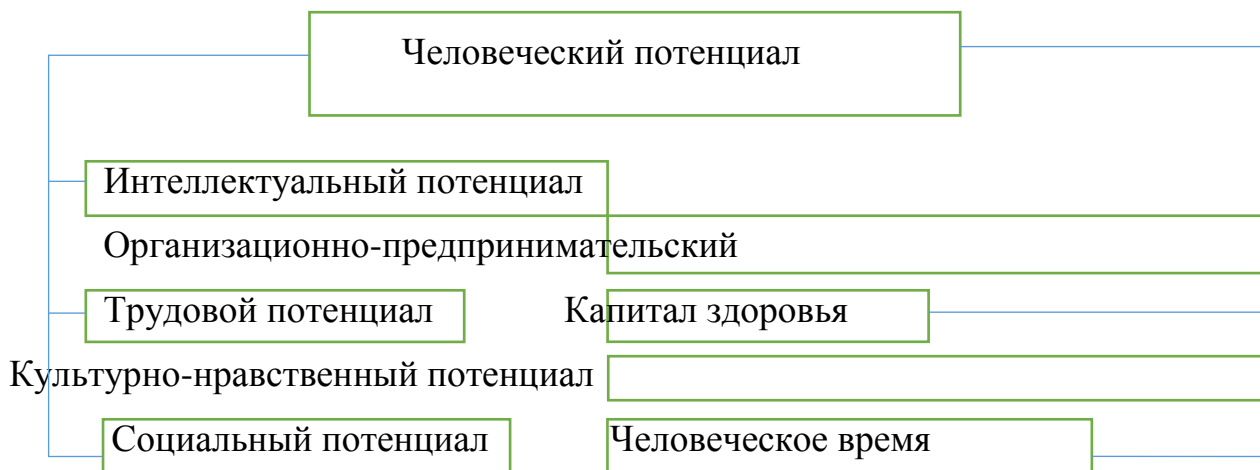 Человеческий потенциал
Интеллектуальный потенциал
Организационно-предпринимательский
Трудовой потенциал Капитал здоровья
Культурно-нравственный потенциал
Социальный потенциал Человеческое время